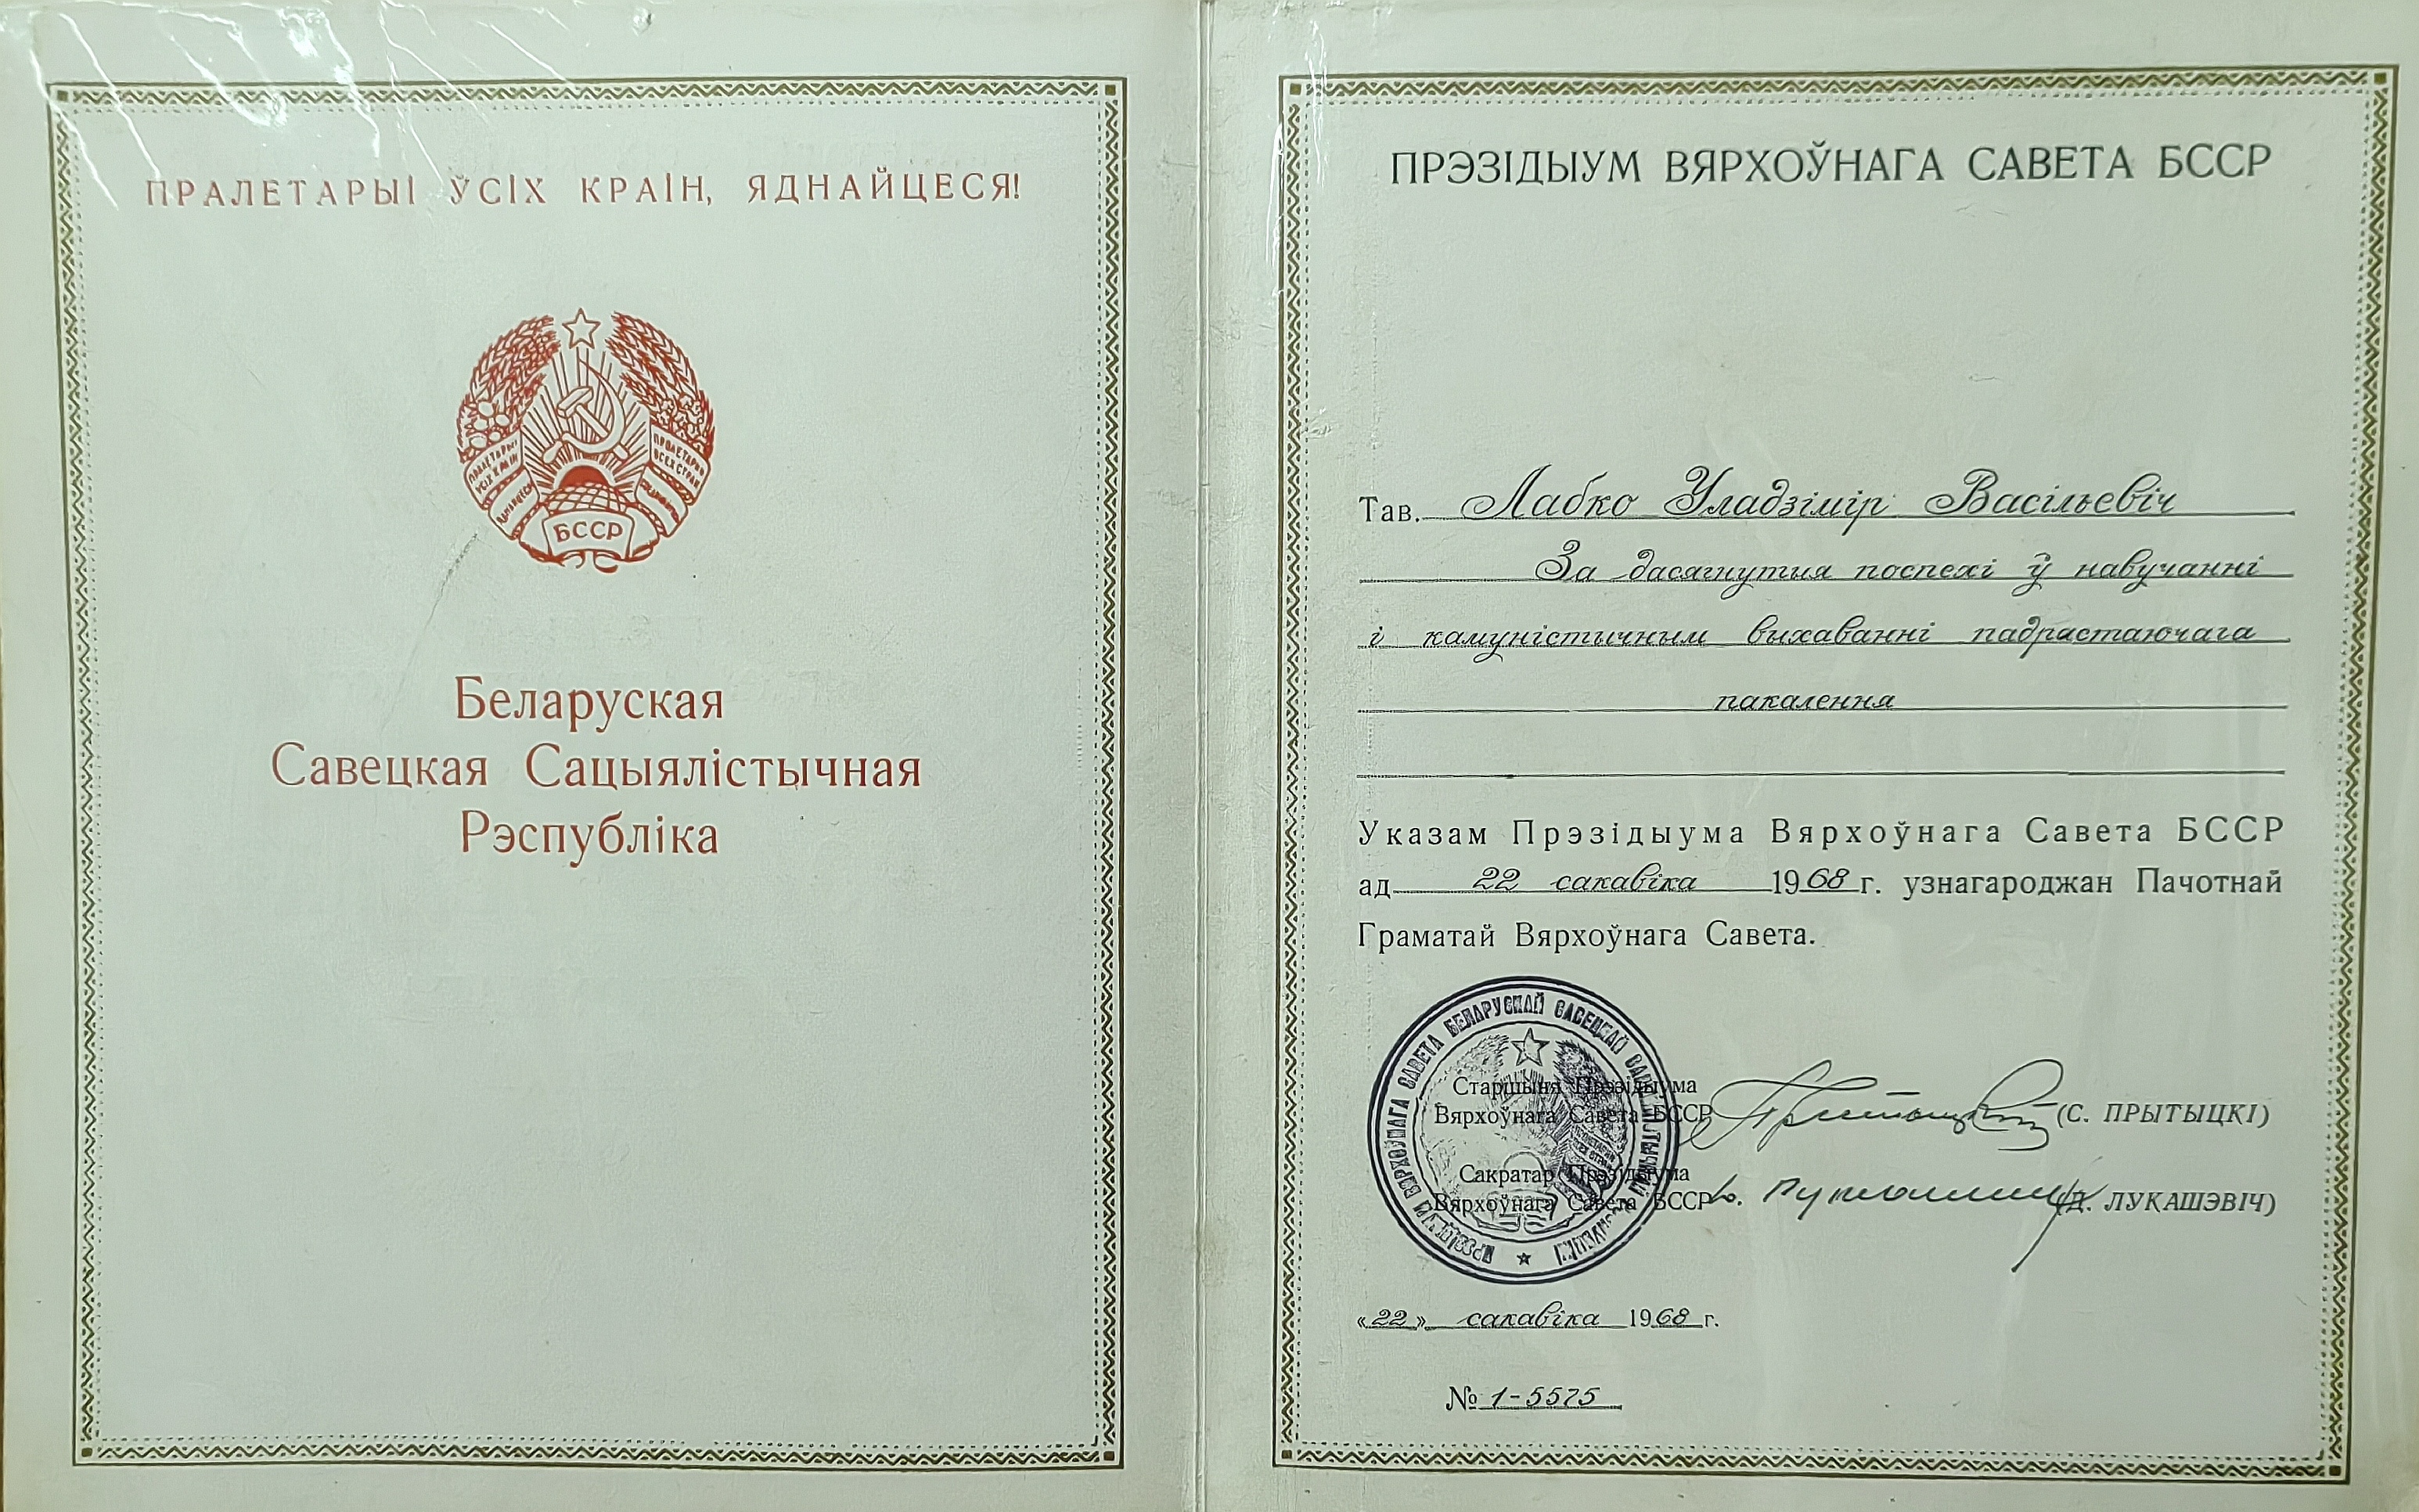 ПРАЛЕТАРЫІ ЎСІХ КРАІН, ЯДНАЙЦЕСЯ!
БССР
Беларуская
Савецкая Сацыялістычная
Рэспубліка
ПРЭЗІДЫУМ ВЯРХОЎНАГА САВЕТА БССР
Тав. Лабко Уладзімір Васільевіч
За дасягнутыя поспехі ў навучанні
і камуністычным выхаванні падрастаючага
пакалення
Указам Прэзідыума Вярхоўнага Савета БССР
ад 22 сакавіка 1968 г. узнагароджан Пачотнай
Граматай Вярхоўнага Савета.
Старшыня Прэзідыума
Вярхоўнага Савета БССР (С. ПРЫТЫЦКІ)
Сакратар Прэзідыума
Вярхоўнага Савета БССР (Д. ЛУКАШЭВІЧ)
«22» сакавіка 1968 г.
№ 1-5575